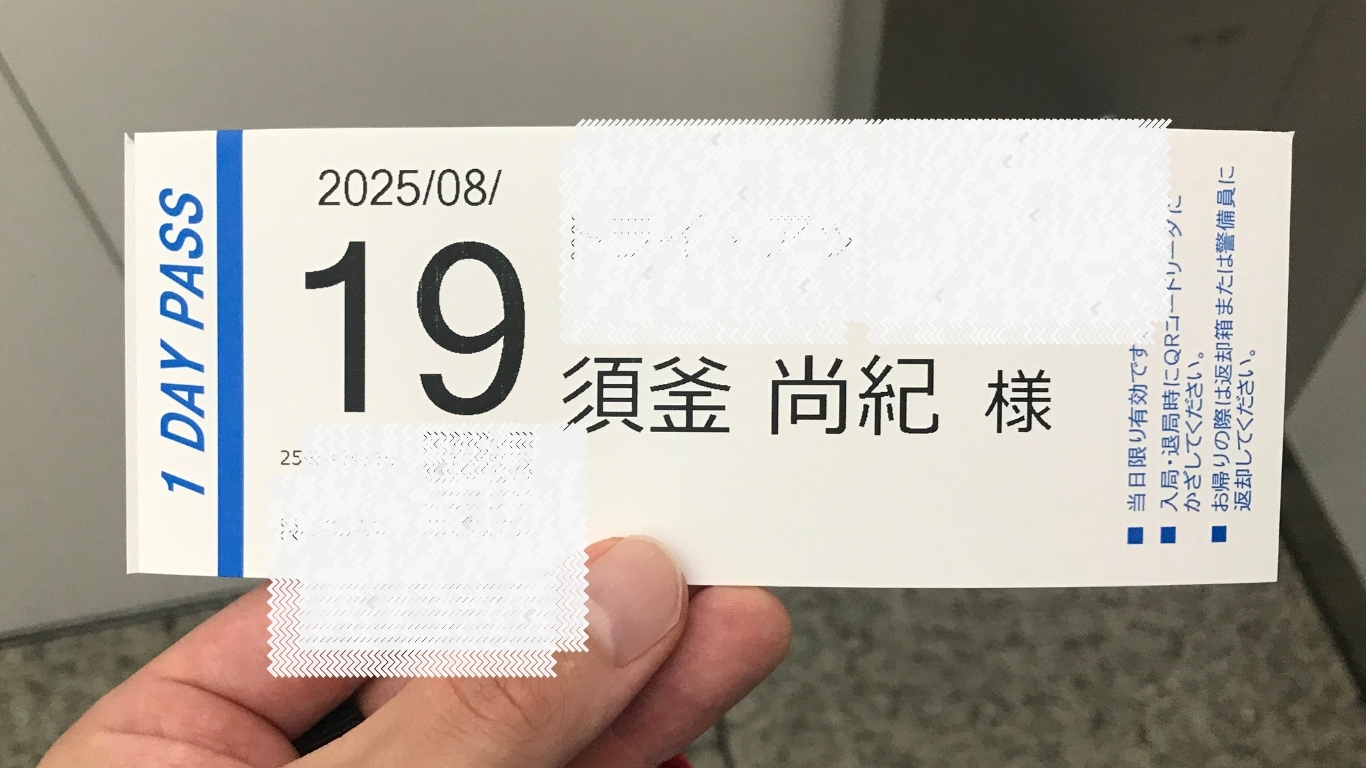 1 DAY PASS
2025/08/
19
須釜 尚紀 様
25
■ 当日限り有効です。
■ 入局・退局時にQRコードリーダに
かざしてください。
■ お帰りの際は返却箱または警備員に
返却してください。